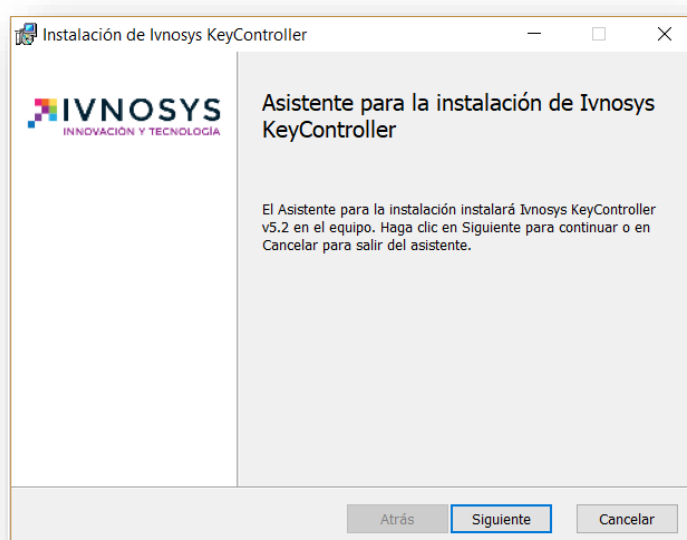 Instalación de Ivnosys KeyController
IVNOSYS
INNOVACIÓN Y TECNOLOGÍA
Asistente para la instalación de Ivnosys
KeyController
El Asistente para la instalación instalará Ivnosys KeyController
v5.2 en el equipo. Haga clic en Siguiente para continuar o en
Cancelar para salir del asistente.
Atrás
Siguiente
Cancelar